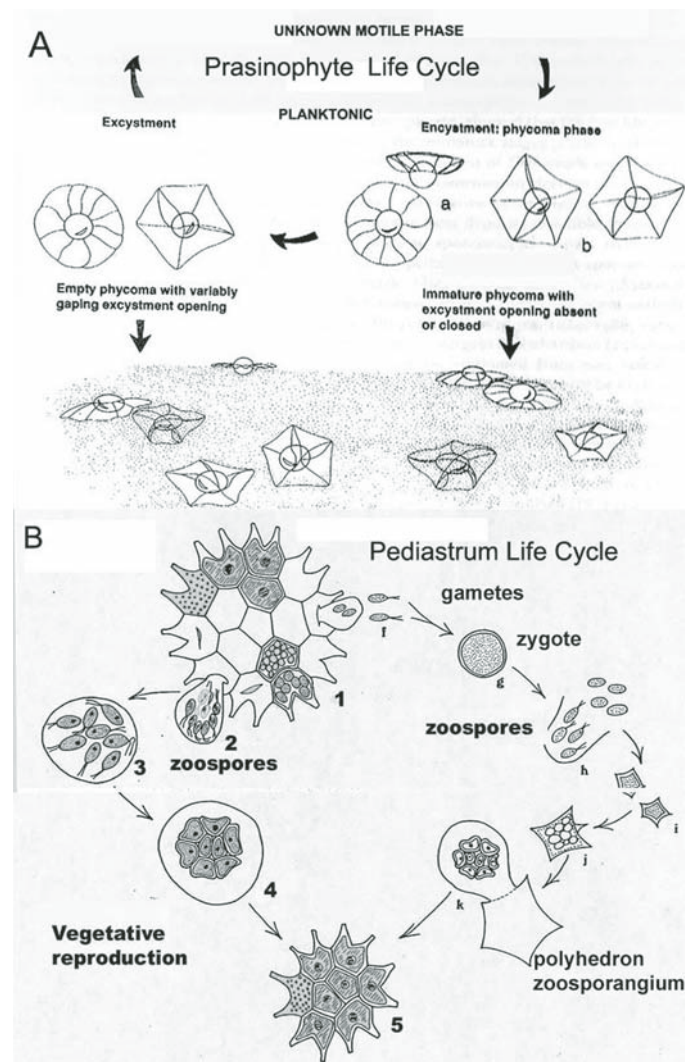 UNKNOWN MOTILE PHASE
A
Prasinophyte Life Cycle
Excystment
PLANKTONIC
Encystment: phycoma phase
a
b
Empty phycoma with variably
gaping excystment opening
Immature phycoma with
excystment opening absent
or closed
B
Pediastrum Life Cycle
gametes
f
zygote
g
1
2
zoospores
3
zoospores
h
i
j
4
k
Vegetative
reproduction
polyhedron
zoosporangium
5